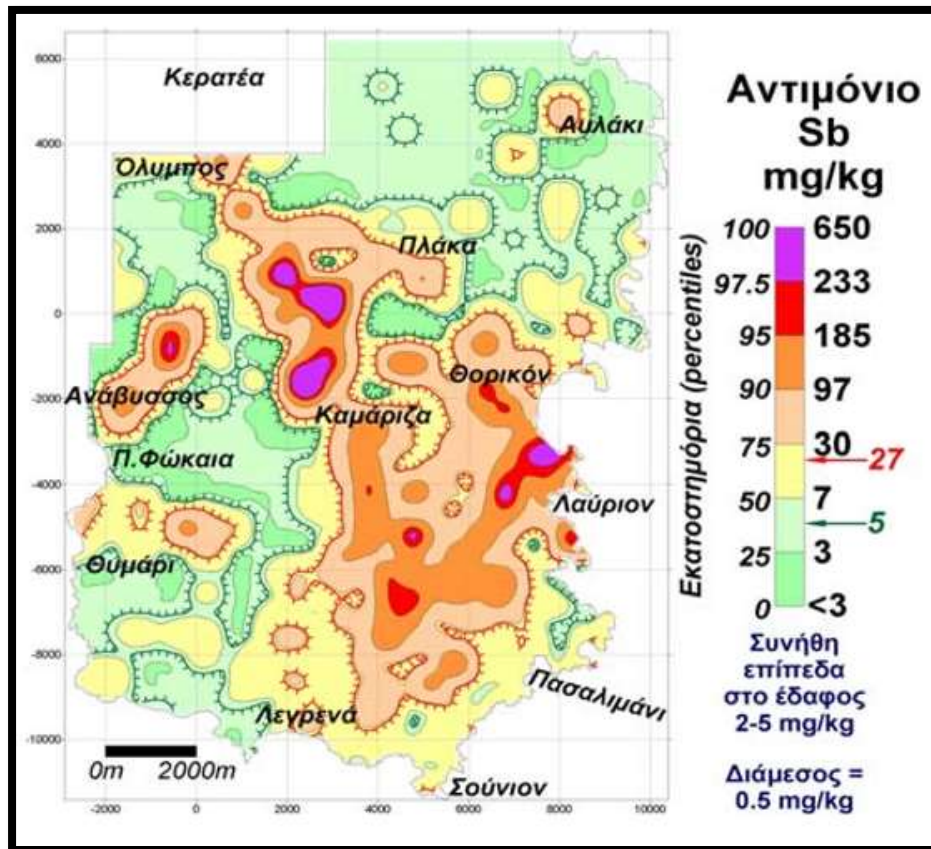 6000
4000
2000
0
-2000
-4000
-6000
-8000
-10000
-2000
0
2000
4000
6000
8000
10000
Κερατέα
Όλυμπος
Αυλάκι
Πλάκα
Ανάβυσσος
Θορικόν
Καμάριζα
Π.Φώκαια
Λαύριον
Θυμάρι
Πασαλιμάνι
Λεγρενά
Σούνιον
0m 2000m
Αντιμόνιο
Sb
mg/kg
Εκατοστημόρια (percentiles)
100 650
97.5 233
95 185
90 97
75 30
27
50 7
5
25 3
0 <3
Συνήθη
επίπεδα
στο έδαφος
2-5 mg/kg
Διάμεσος =
0.5 mg/kg